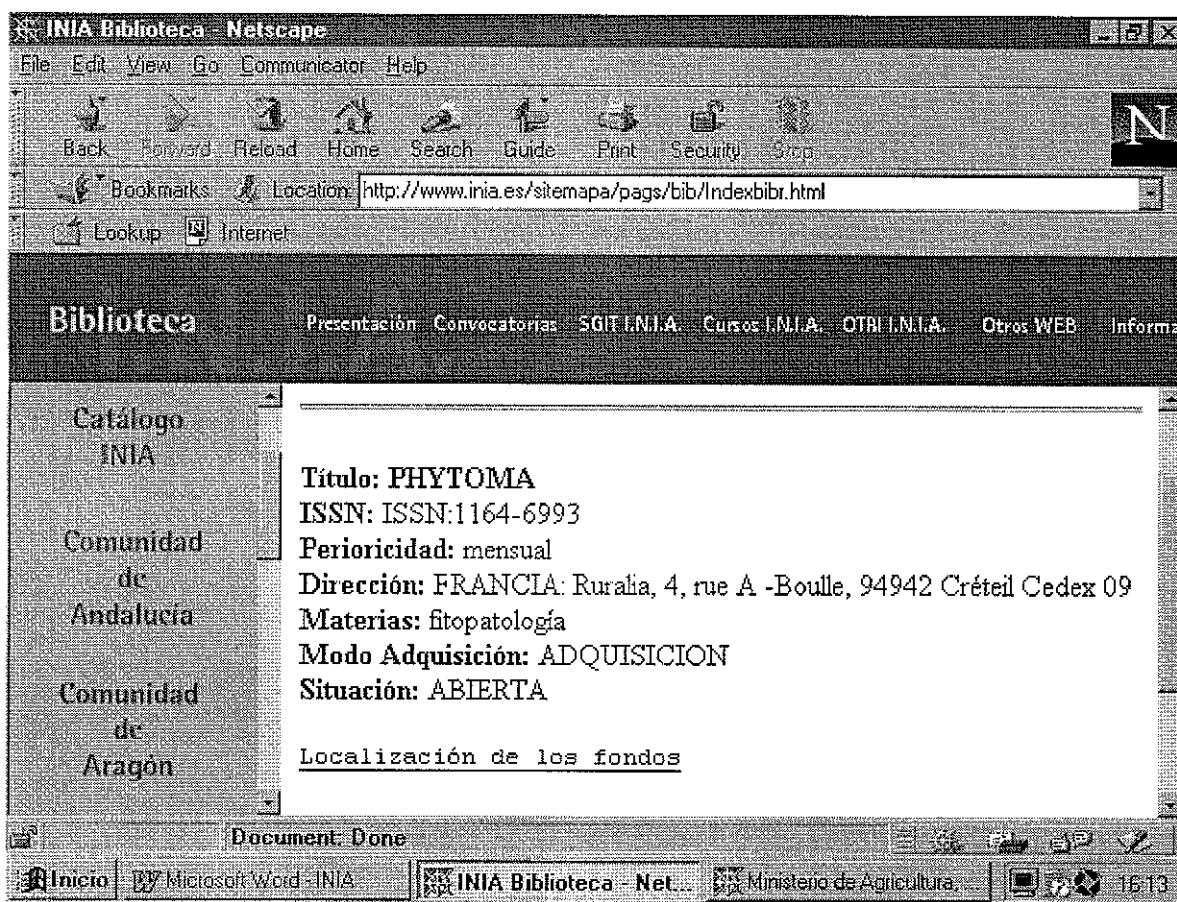 INIA Biblioteca - Netscape
File Edit View Go Communicator Help
Back Forward Reload Home Search Guide Print Security Stop
Bookmarks Location: http://www.inia.es/sitemapa/pags/bib/Indexbibr.html
Lookup Internet
Biblioteca Presentación Convocatorias SGIT I.N.I.A. Cursos I.N.I.A. OTRI I.N.I.A. Otros WEB Informa
Catálogo
INIA
Comunidad
de
Andalucía
Comunidad
de
Aragón
Título: PHYTOMA
ISSN: ISSN:1164-6993
Perioricidad: mensual
Dirección: FRANCIA: Ruralia, 4, rue A -Boulle, 94942 Créteil Cedex 09
Materias: fitopatología
Modo Adquisición: ADQUISICION
Situación: ABIERTA
Localización de los fondos
Document: Done
Inicio Microsoft Word - INIA INIA Biblioteca - Net... Ministerio de Agricultura, ... 16:13